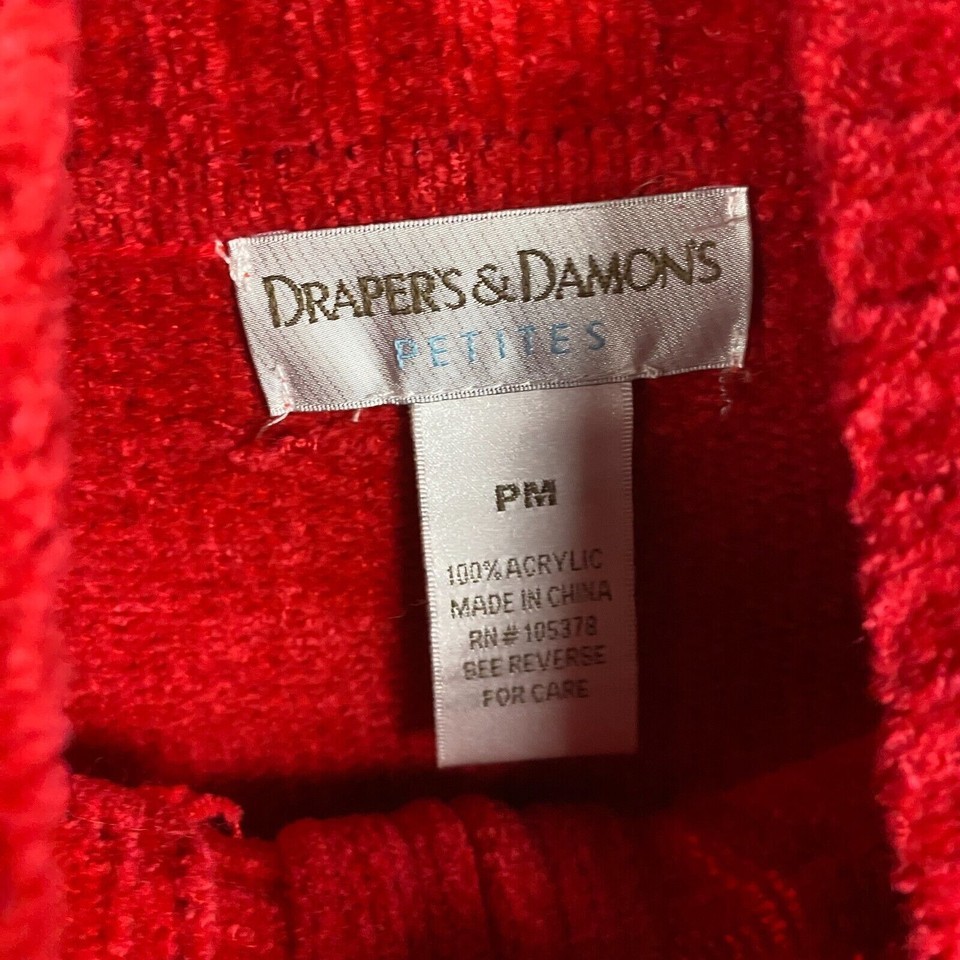 DRAPER'S & DAMON'S
PETITES
PM
100% ACRYLIC
MADE IN CHINA
RN # 105378
SEE REVERSE
FOR CARE